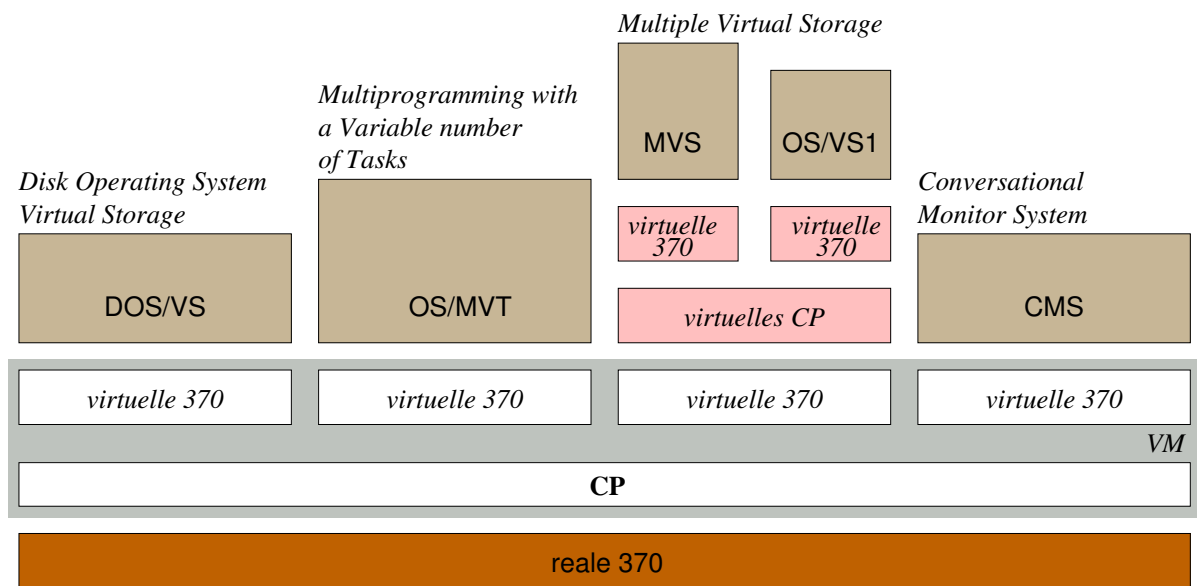 Multiple Virtual Storage
Multiprogramming with
a Variable number
of Tasks
MVS
OS/VS1
Disk Operating System
Virtual Storage
Conversational
Monitor System
virtuelle
370
virtuelle
370
DOS/VS
OS/MVT
virtuelles CP
CMS
virtuelle 370
virtuelle 370
virtuelle 370
virtuelle 370
VM
CP
reale 370